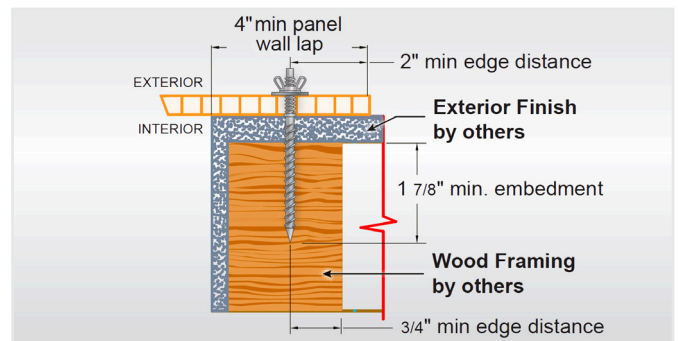 4" min panel
wall lap
2" min edge distance
EXTERIOR
INTERIOR
Exterior Finish
by others
1 7/8" min. embedment
Wood Framing
by others
3/4" min edge distance